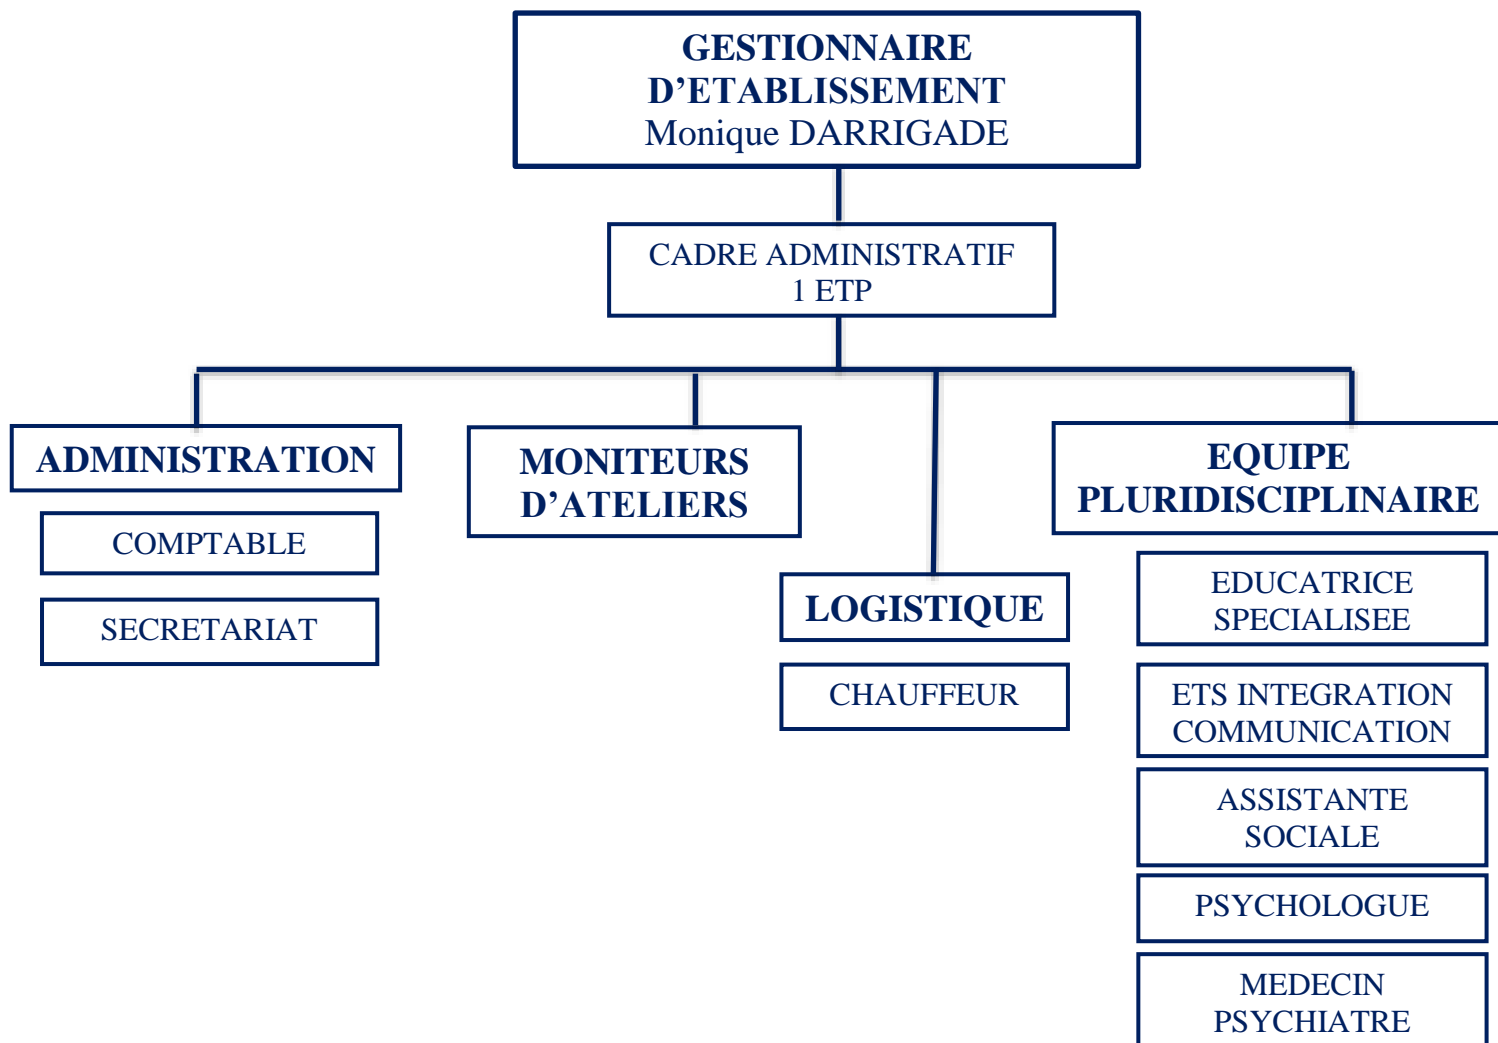 GESTIONNAIRE
D’ETABLISSEMENT
Monique DARRIGADE
CADRE ADMINISTRATIF
1 ETP
ADMINISTRATION
COMPTABLE
SECRETARIAT
MONITEURS
D’ATELIERS
LOGISTIQUE
CHAUFFEUR
EQUIPE
PLURIDISCIPLINAIRE
EDUCATRICE
SPECIALISEE
ETS INTEGRATION
COMMUNICATION
ASSISTANTE
SOCIALE
PSYCHOLOGUE
MEDECIN
PSYCHIATRE